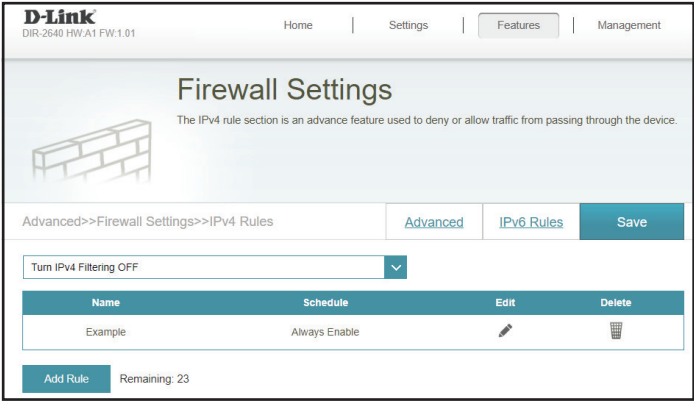 D-Link
DIR-2640 HW:A1 FW:1.01
Home
Settings
Features
Management
Firewall Settings
The IPv4 rule section is an advance feature used to deny or allow traffic from passing through the device.
Advanced>>Firewall Settings>>IPv4 Rules
Advanced
IPv6 Rules
Save
Turn IPv4 Filtering OFF
Name Schedule Edit Delete
Example Always Enable
Add Rule Remaining: 23